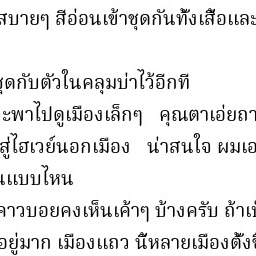 สบายๆ สีอ่อนเข้าชุดกันทั้งเสื้อและ
ชุดกับตัวในคลุมบ่าไว้อีกที
ะพาไปดูเมืองเล็กๆ คุณตาเอ่ยถา
สู่ไฮเวย์นอกเมือง น่าสนใจ ผมเอ
นแบบไหน
คาวบอยคงเห็นเค้าๆ บ้างครับ ถ้าเป
อยู่มาก เมืองแถว นี้หลายเมืองตั้งขึ